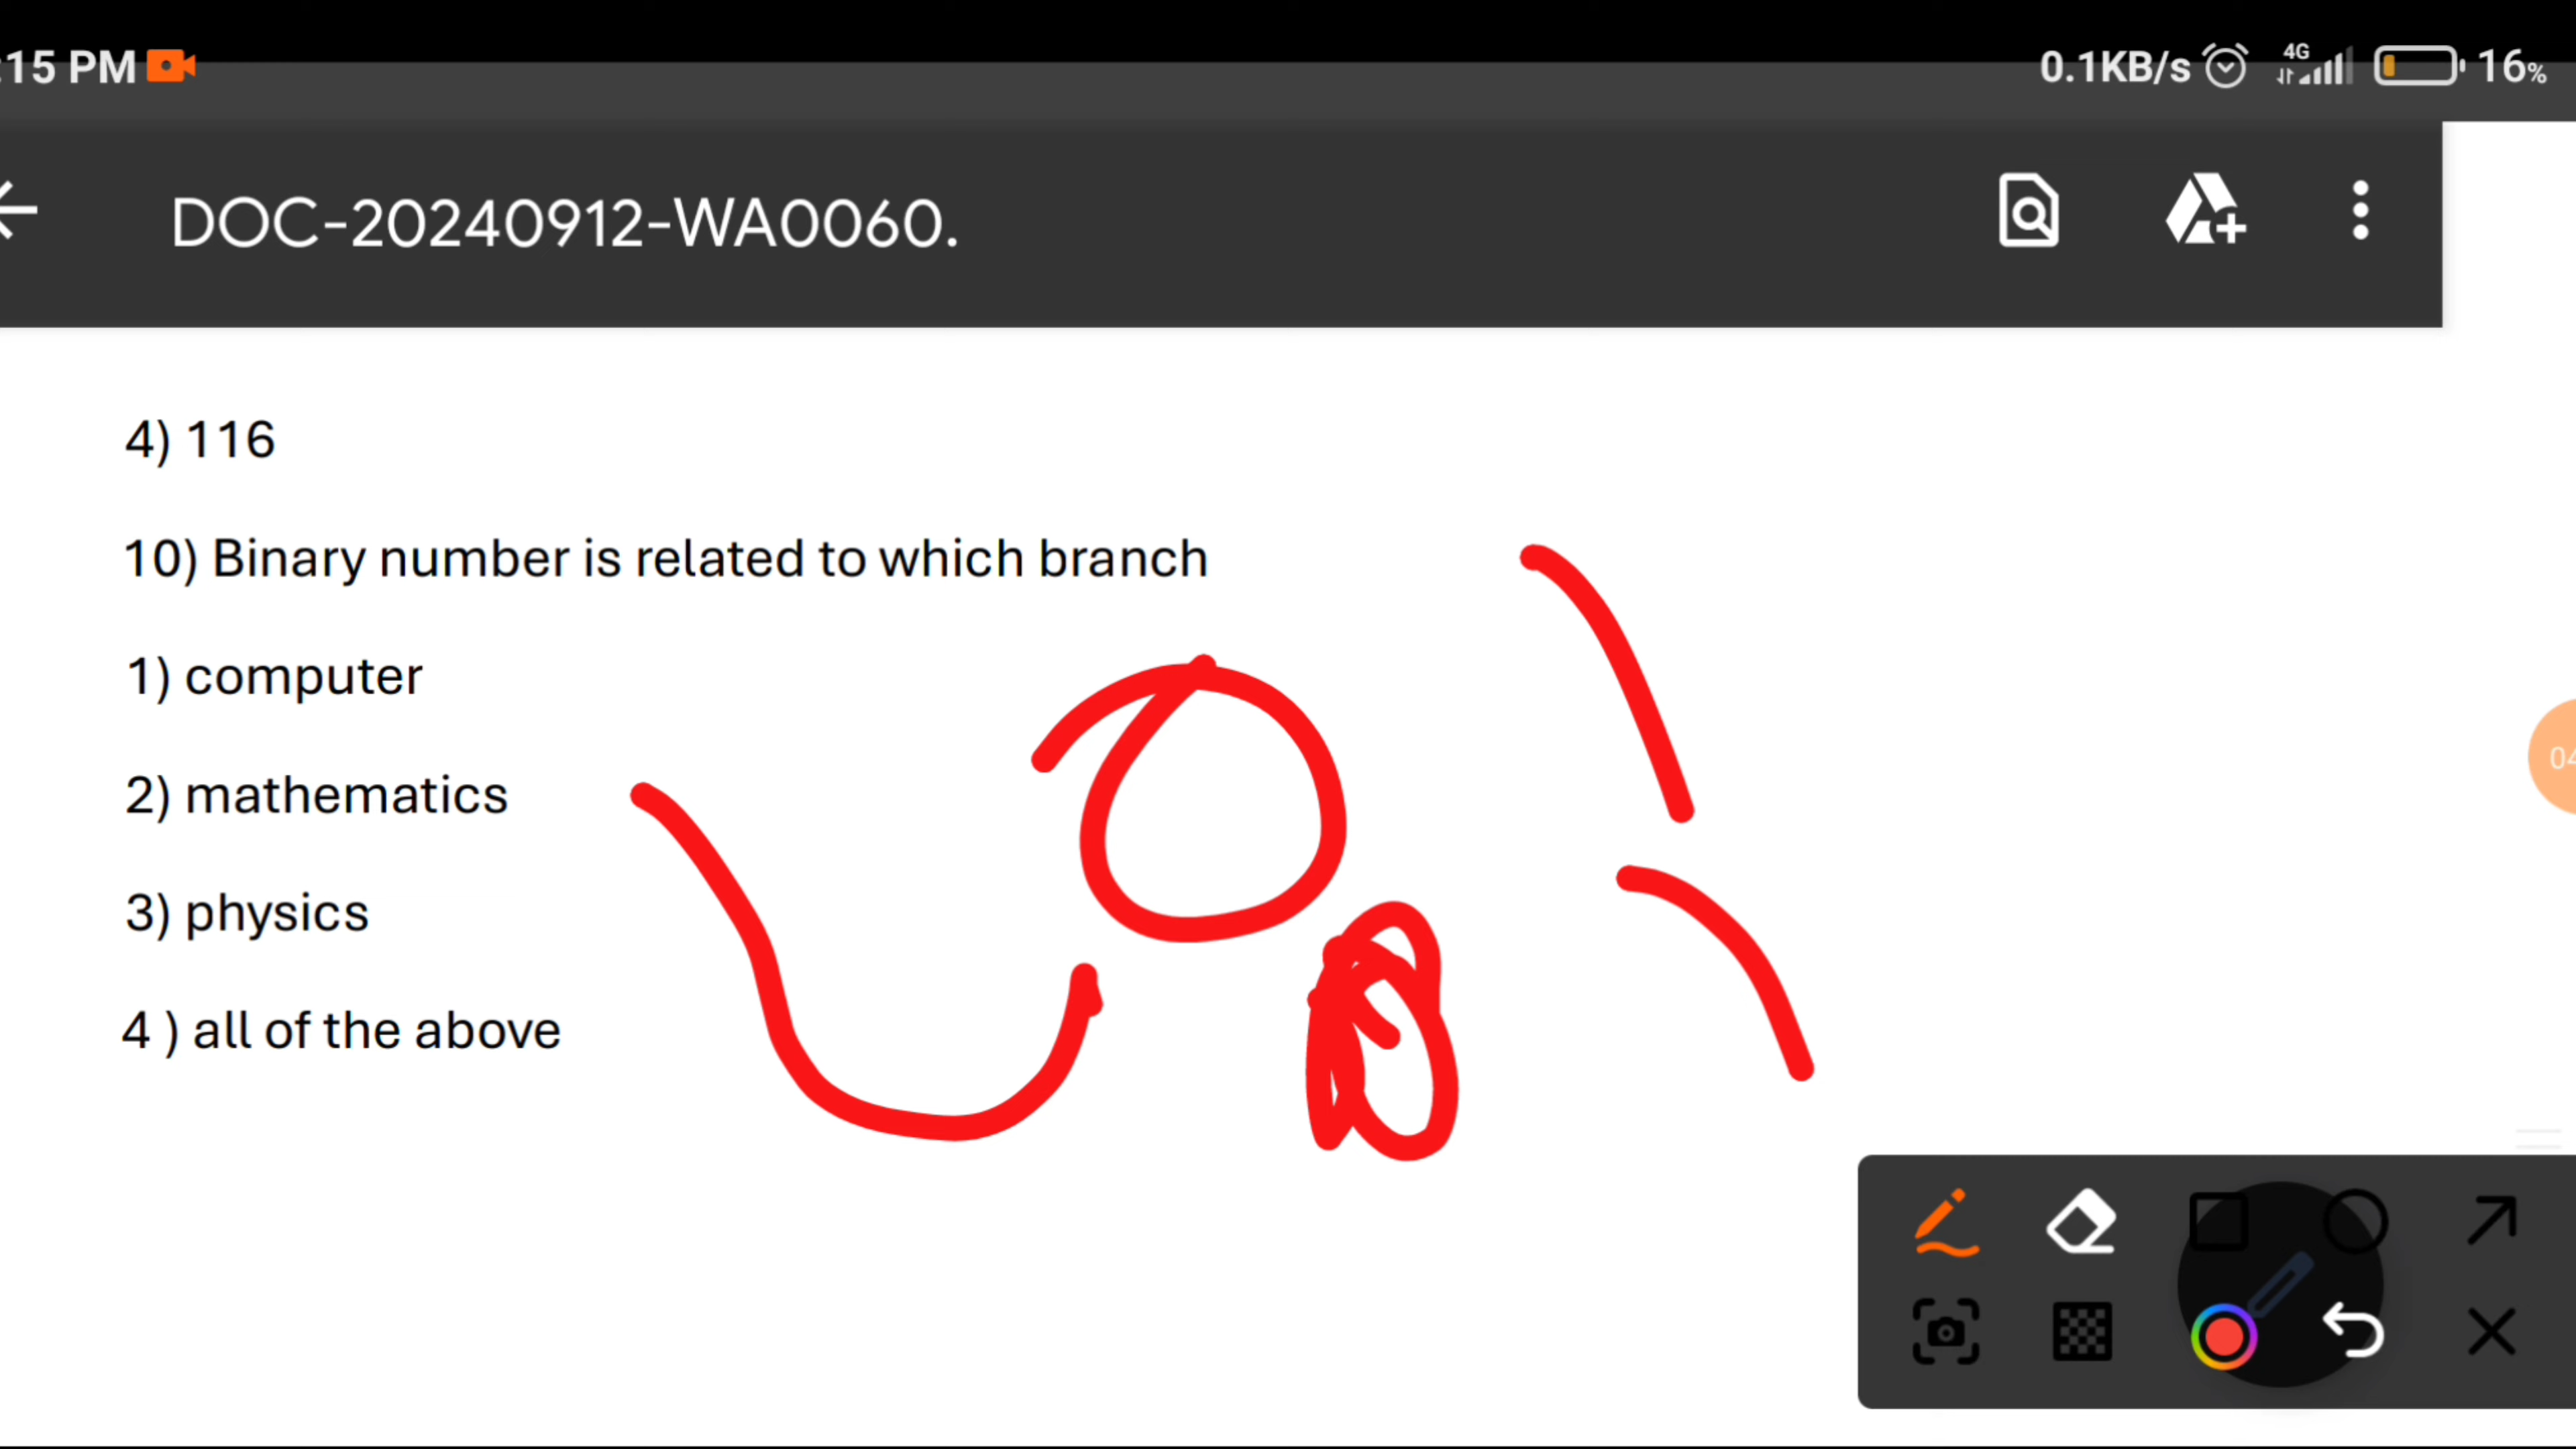 :15 PM 0.1KB/s 4G 16%
DOC-20240912-WA0060.
4) 116
10) Binary number is related to which branch
1) computer
2) mathematics
3) physics
4 ) all of the above
04